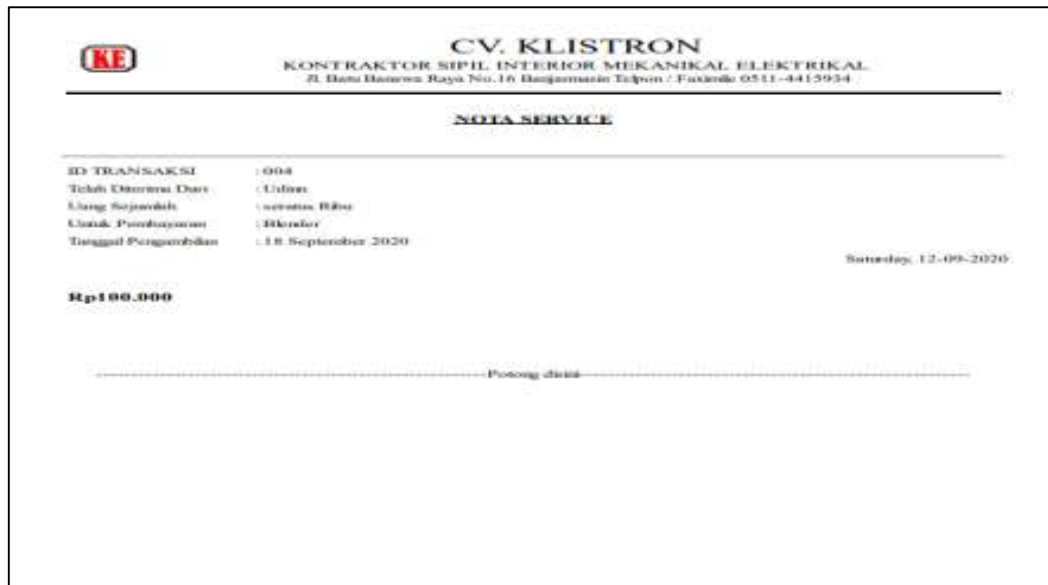 KE
CV. KLISTRON
KONTRAKTOR SIPIL INTERIOR MEKANIKAL ELEKTRIKAL
Jl. Batu Benawa Raya No.16 Banjarmasin Telpon / Faximile 0511-4415934
NOTA SERVICE
ID TRANSAKSI : 004
Telah Diterima Dari :
Uang Sejumlah : seratus Ribu
Untuk Pembayaran : Blender
Tanggal Pengambilan : 18 September 2020
Saturday, 12-09-2020
Rp100.000
Potong disini